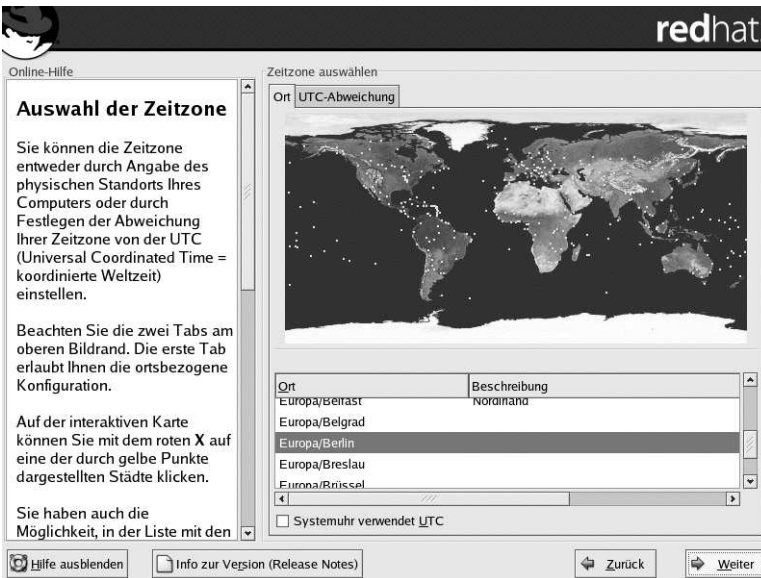 redhat.
Online-Hilfe
Auswahl der Zeitzone
Sie können die Zeitzone
entweder durch Angabe des
physischen Standorts Ihres
Computers oder durch
Festlegen der Abweichung
Ihrer Zeitzone von der UTC
(Universal Coordinated Time =
koordinierte Weltzeit)
einstellen.
Beachten Sie die zwei Tabs am
oberen Bildrand. Die erste Tab
erlaubt Ihnen die ortsbezogene
Konfiguration.
Auf der interaktiven Karte
können Sie mit dem roten X auf
eine der durch gelbe Punkte
dargestellten Städte klicken.
Sie haben auch die
Möglichkeit, in der Liste mit den
Zeitzone auswählen
Ort UTC-Abweichung
Ort Beschreibung
Europa/Belfast Nordirland
Europa/Belgrad
Europa/Berlin
Europa/Breslau
Europa/Brüssel
Systemuhr verwendet UTC
Hilfe ausblenden
Info zur Version (Release Notes)
Zurück
Weiter